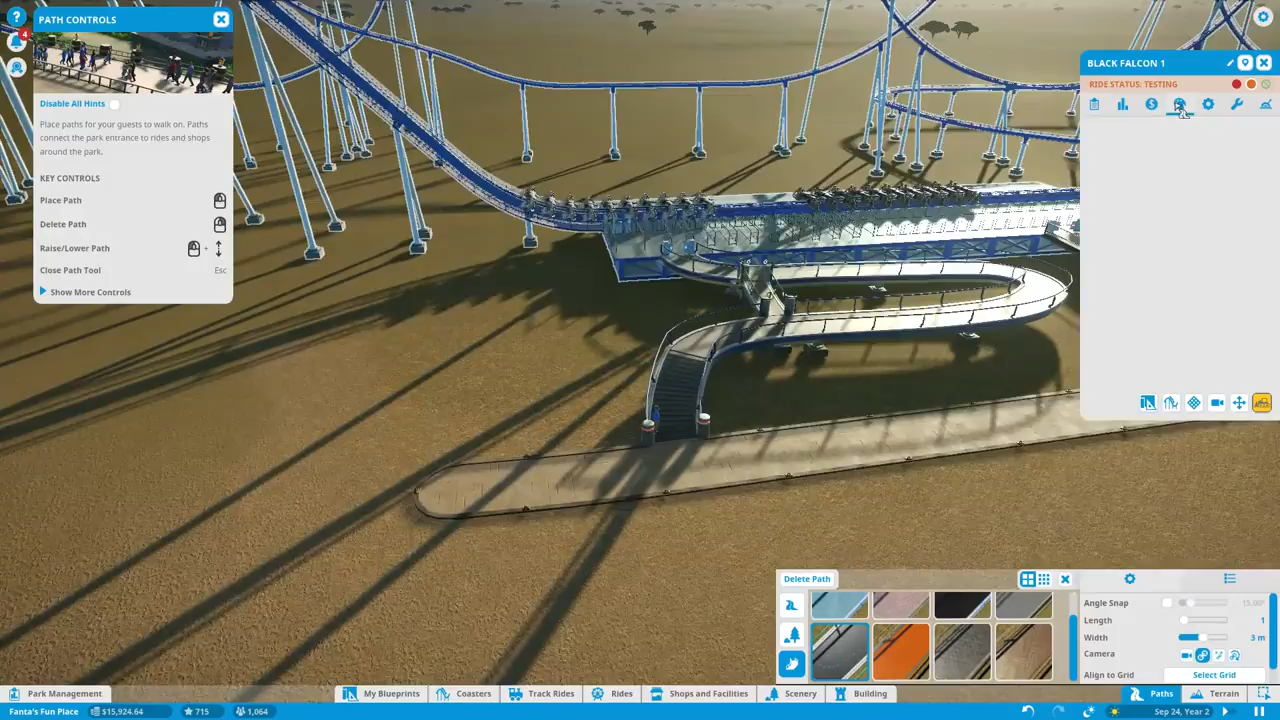 PATH CONTROLS
?
4
Disable All Hints
Place paths for your guests to walk on. Paths
connect the park entrance to rides and shops
around the park.
KEY CONTROLS
Place Path
Delete Path
Raise/Lower Path +
Close Path Tool Esc
Show More Controls
BLACK FALCON 1
RIDE STATUS: TESTING
Delete Path
Angle Snap 15.00°
Length 1
Width 3 m
Camera
Align to Grid Select Grid
Park Management My Blueprints Coasters Track Rides Rides Shops and Facilities Scenery Building Paths Terrain
Fanta's Fun Place $15,924.64 715 1,064 Sep 24, Year 2